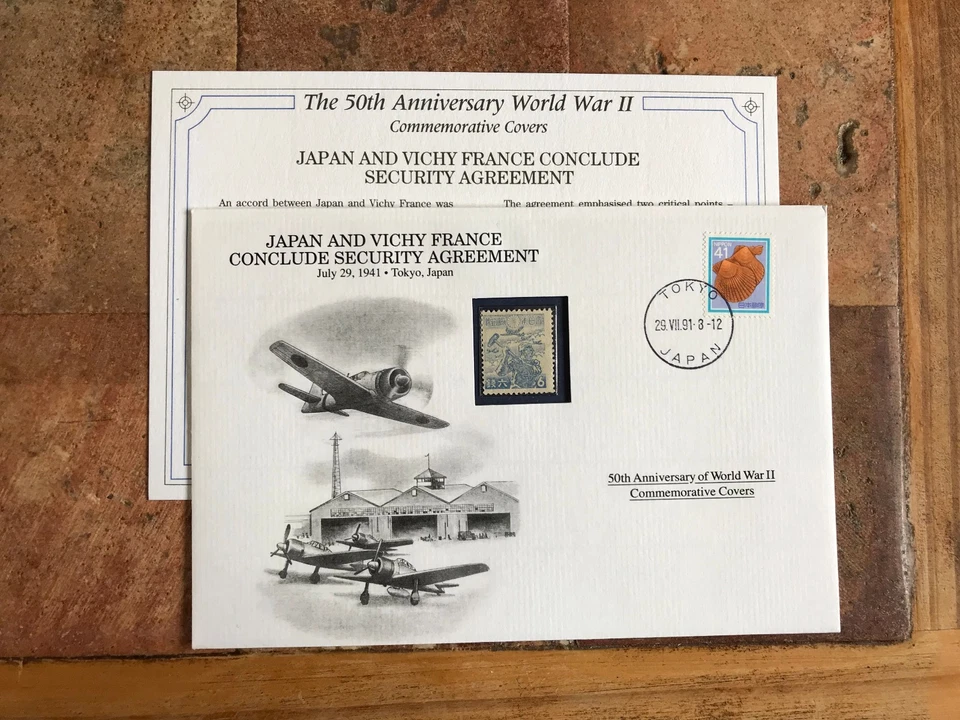 The 50th Anniversary World War II
Commemorative Covers
JAPAN AND VICHY FRANCE CONCLUDE
SECURITY AGREEMENT
An accord between Japan and Vichy France was
The agreement emphasised two critical points –
JAPAN AND VICHY FRANCE
CONCLUDE SECURITY AGREEMENT
July 29, 1941 • Tokyo, Japan
NIPPON
41
日本郵便
TOKYO
29.VII.91·8-12
JAPAN
6
50th Anniversary of World War II
Commemorative Covers